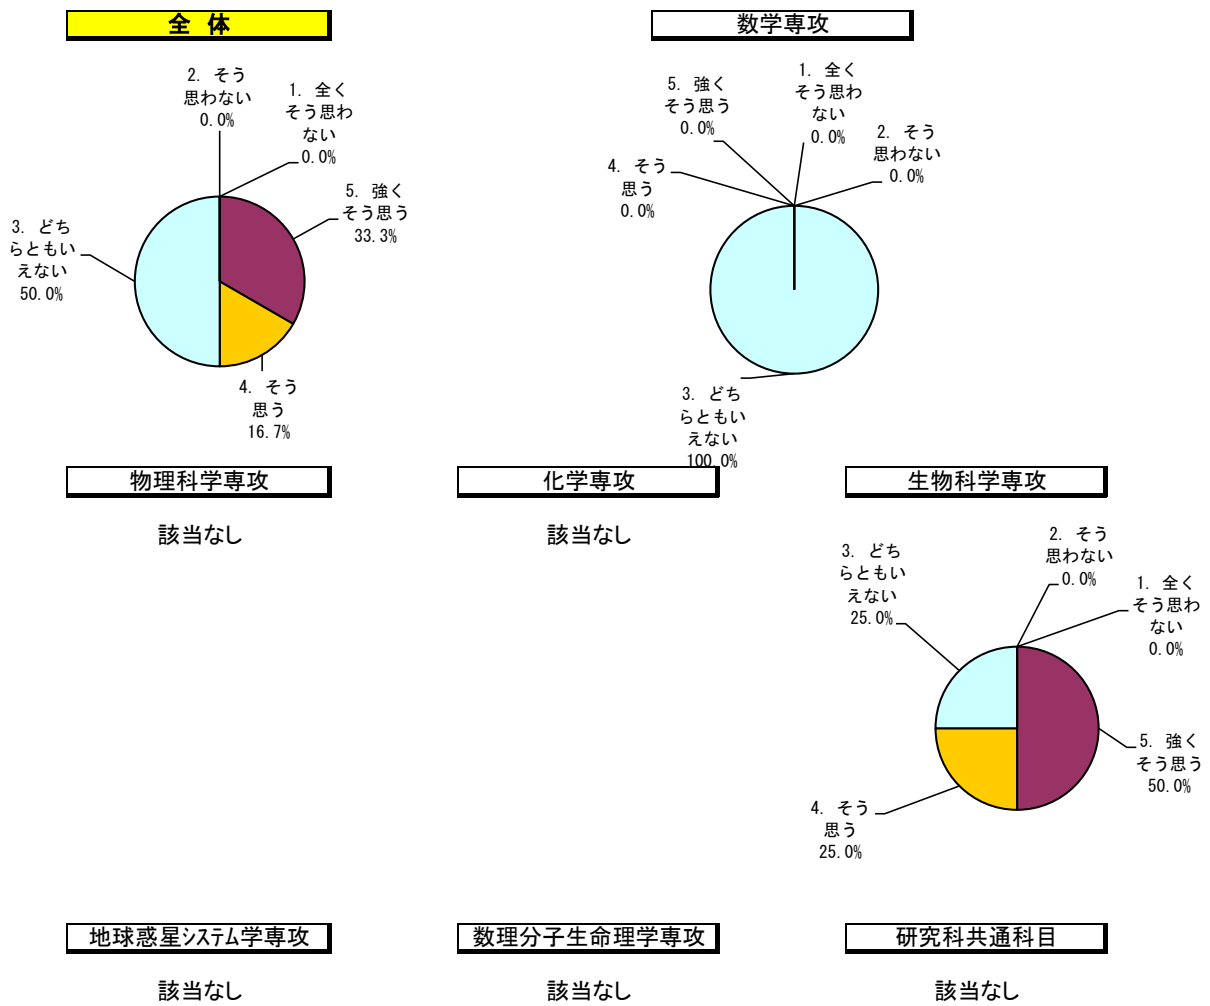 全 体
2. そう
思わない
0.0%
1. 全く
そう思わ
ない
0.0%
5. 強く
そう思う
33.3%
3. どち
らともい
えない
50.0%
4. そう
思う
16.7%
数学専攻
5. 強く
そう思う
0.0%
1. 全く
そう思わ
ない
0.0%
2. そう
思わない
0.0%
4. そう
思う
0.0%
3. どち
らともい
えない
100.0%
物理科学専攻
該当なし
化学専攻
該当なし
生物科学専攻
3. どち
らともい
えない
25.0%
2. そう
思わない
0.0%
1. 全く
そう思わ
ない
0.0%
5. 強く
そう思う
50.0%
4. そう
思う
25.0%
地球惑星システム学専攻
該当なし
数理分子生命理学専攻
該当なし
研究科共通科目
該当なし